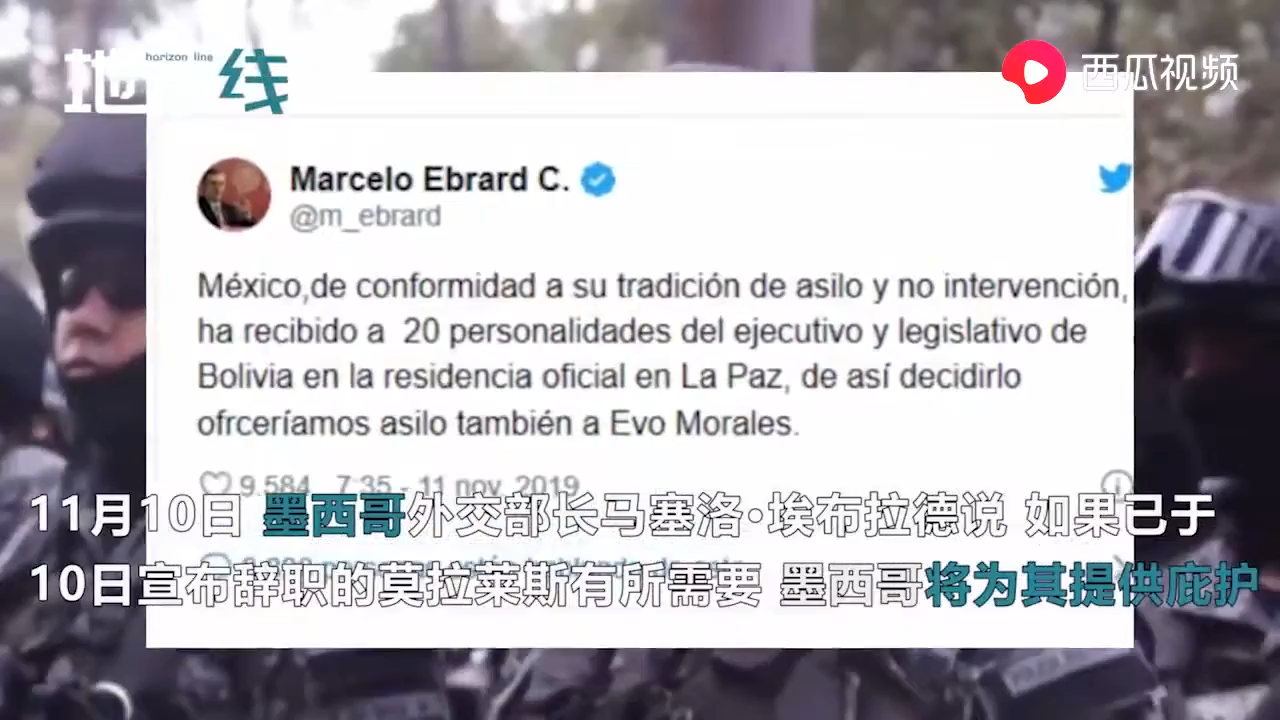 地
horizon line
线
西瓜视频
Marcelo Ebrard C.
@m_ebrard
México,de conformidad a su tradición de asilo y no intervención,
ha recibido a 20 personalidades del ejecutivo y legislativo de
Bolivia en la residencia oficial en La Paz, de así decidirlo
ofrceríamos asilo también a Evo Morales.
9.584 7:35 - 11 nov. 2019
11月10日 墨西哥外交部长马塞洛·埃布拉德说 如果已于
10日宣布辞职的莫拉莱斯有所需要 墨西哥将为其提供庇护